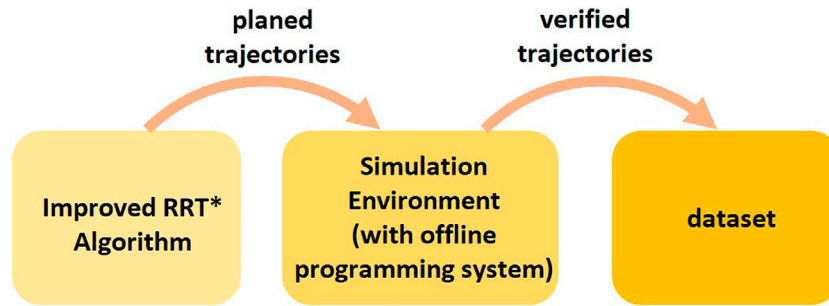 planed
trajectories
verified
trajectories
Improved RRT*
Algorithm
Simulation
Environment
(with offline
programming system)
dataset